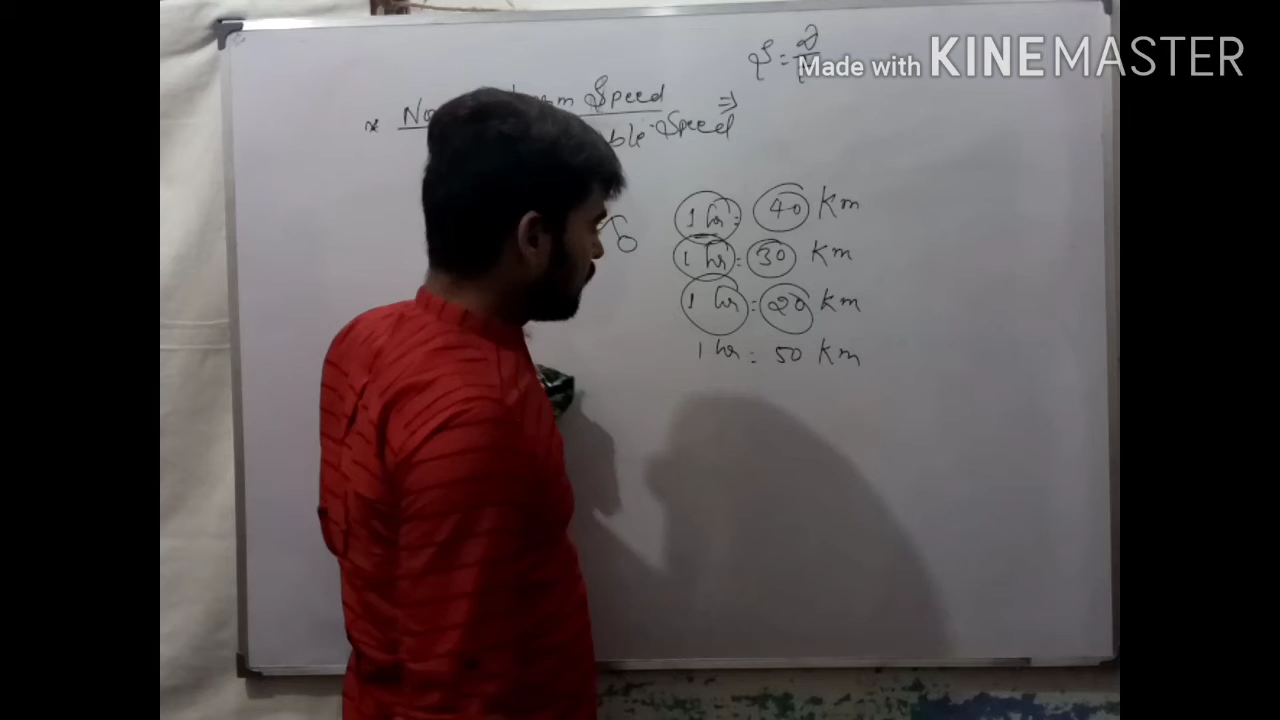 Made with KINEMASTER
Speed
Speed ⇒
1 hr = 40 Km
1 hr = 30 Km
1 hr = 20 Km
1 hr = 50 Km